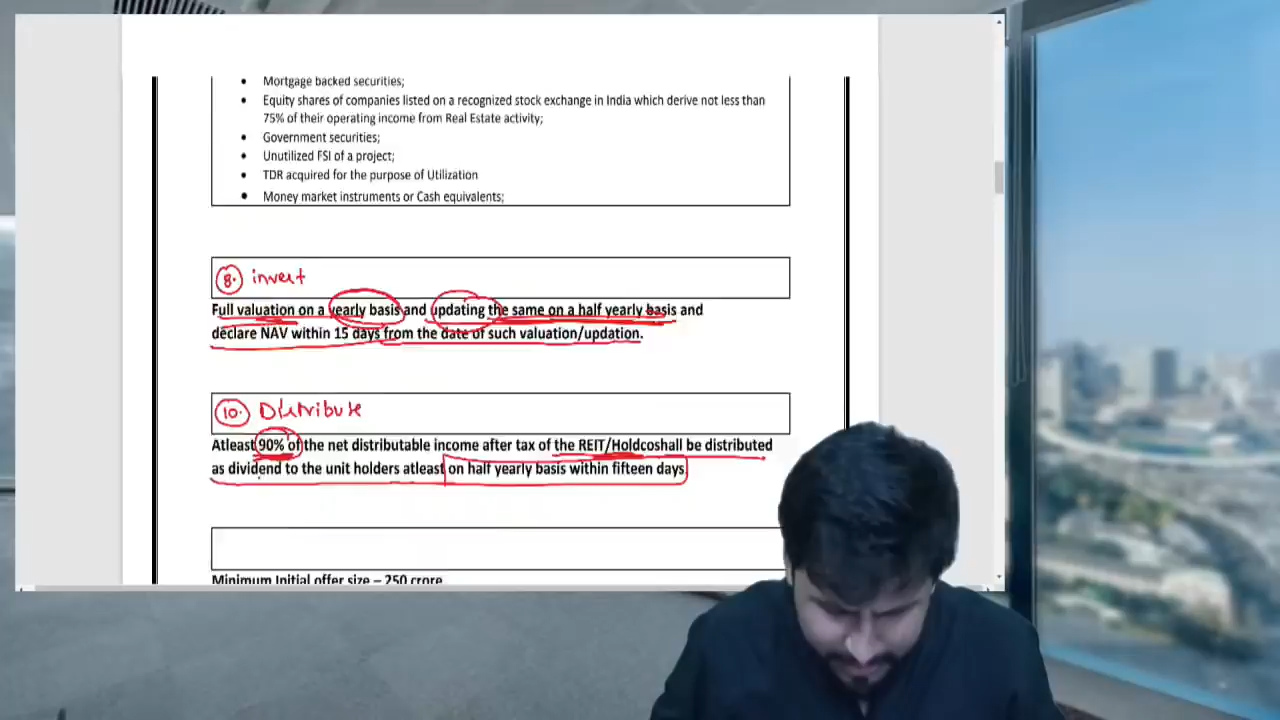 Mortgage backed securities;
Equity shares of companies listed on a recognized stock exchange in India which derive not less than
75% of their operating income from Real Estate activity;
Government securities;
Unutilized FSI of a project;
TDR acquired for the purpose of Utilization
Money market instruments or Cash equivalents;
8. invest
Full valuation on a yearly basis and updating the same on a half yearly basis and
declare NAV within 15 days from the date of such valuation/updation.
10. Distribute
Atleast 90% of the net distributable income after tax of the REIT/Holdcoshall be distributed
as dividend to the unit holders atleast on half yearly basis within fifteen days
Minimum Initial offer size – 250 crore